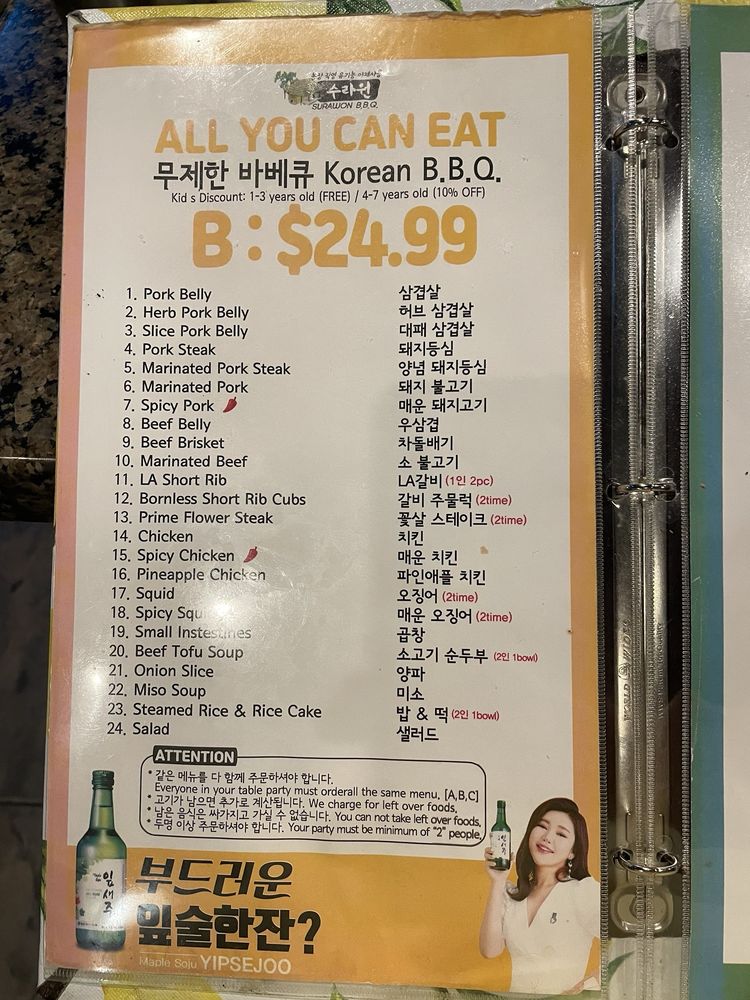 수라원
SURAWON B.B.Q.
ALL YOU CAN EAT
무제한 바베큐 Korean B.B.Q.
Kid s Discount: 1-3 years old (FREE) / 4-7 years old (10% OFF)
B : $24.99
1. Pork Belly 삼겹살
2. Herb Pork Belly 허브 삼겹살
3. Slice Pork Belly 대패 삼겹살
4. Pork Steak 돼지등심
5. Marinated Pork Steak 양념 돼지등심
6. Marinated Pork 돼지 불고기
7. Spicy Pork 매운 돼지고기
8. Beef Belly 우삼겹
9. Beef Brisket 차돌배기
10. Marinated Beef 소 불고기
11. LA Short Rib LA갈비 (1인 2pc)
12. Bornless Short Rib Cubs 갈비 주물럭 (2time)
13. Prime Flower Steak 꽃살 스테이크 (2time)
14. Chicken 치킨
15. Spicy Chicken 매운 치킨
16. Pineapple Chicken 파인애플 치킨
17. Squid 오징어 (2time)
18. Spicy Squ 매운 오징어 (2time)
19. Small Instestines 곱창
20. Beef Tofu Soup 소고기 순두부 (2인 1bowl)
21. Onion Slice 양파
22. Miso Soup 미소
23. Steamed Rice & Rice Cake 밥 & 떡 (2인 1bowl)
24. Salad 샐러드
ATTENTION
* 같은 메뉴를 다 함께 주문하셔야 합니다.
Everyone in your table party must orderall the same menu, [A,B,C]
* 고기가 남으면 추가로 계산됩니다. We charge for left over foods,
* 남은 음식은 싸가지고 가실 수 없습니다. You can not take left over foods,
* 두명 이상 주문하셔야 합니다. Your party must be minimum of "2" people,
잎새주
잎새주
부드러운
잎술한잔?
Maple Soju YIPSEJOO